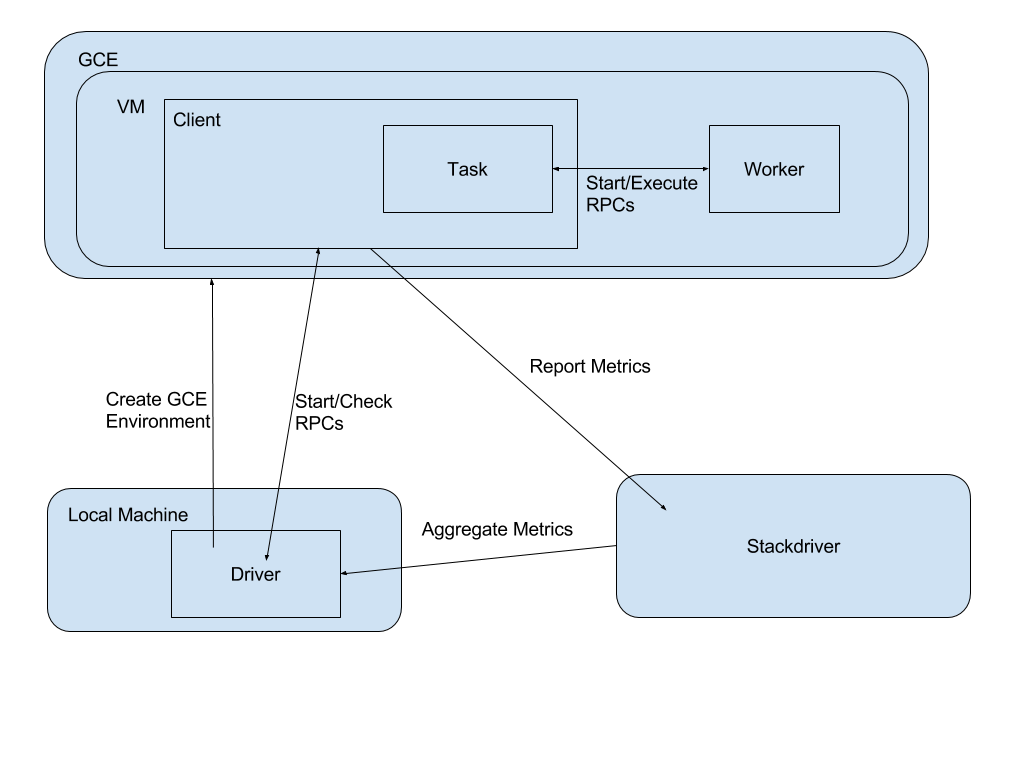 GCE
VM
Client
Task
Worker
Start/Execute
RPCs
Report Metrics
Create GCE
Environment
Start/Check
RPCs
Local Machine
Driver
Aggregate Metrics
Stackdriver